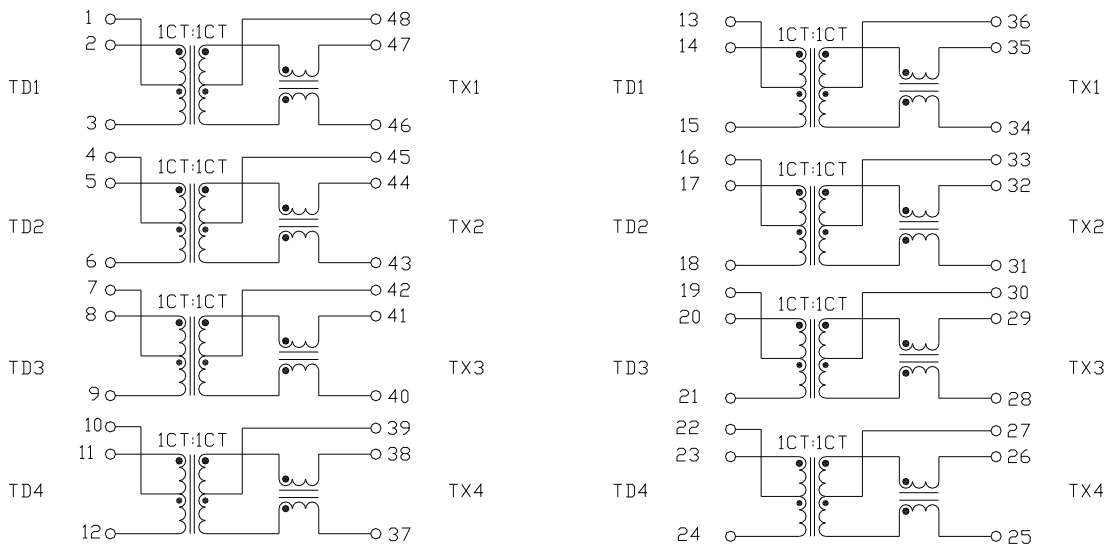 1 1CT:1CT 48
2 47
TD1 TX1
3 46
4 1CT:1CT 45
5 44
TD2 TX2
6 43
7 1CT:1CT 42
8 41
TD3 TX3
9 40
10 1CT:1CT 39
11 38
TD4 TX4
12 37
13 1CT:1CT 36
14 35
TD1 TX1
15 34
16 1CT:1CT 33
17 32
TD2 TX2
18 31
19 1CT:1CT 30
20 29
TD3 TX3
21 28
22 1CT:1CT 27
23 26
TD4 TX4
24 25